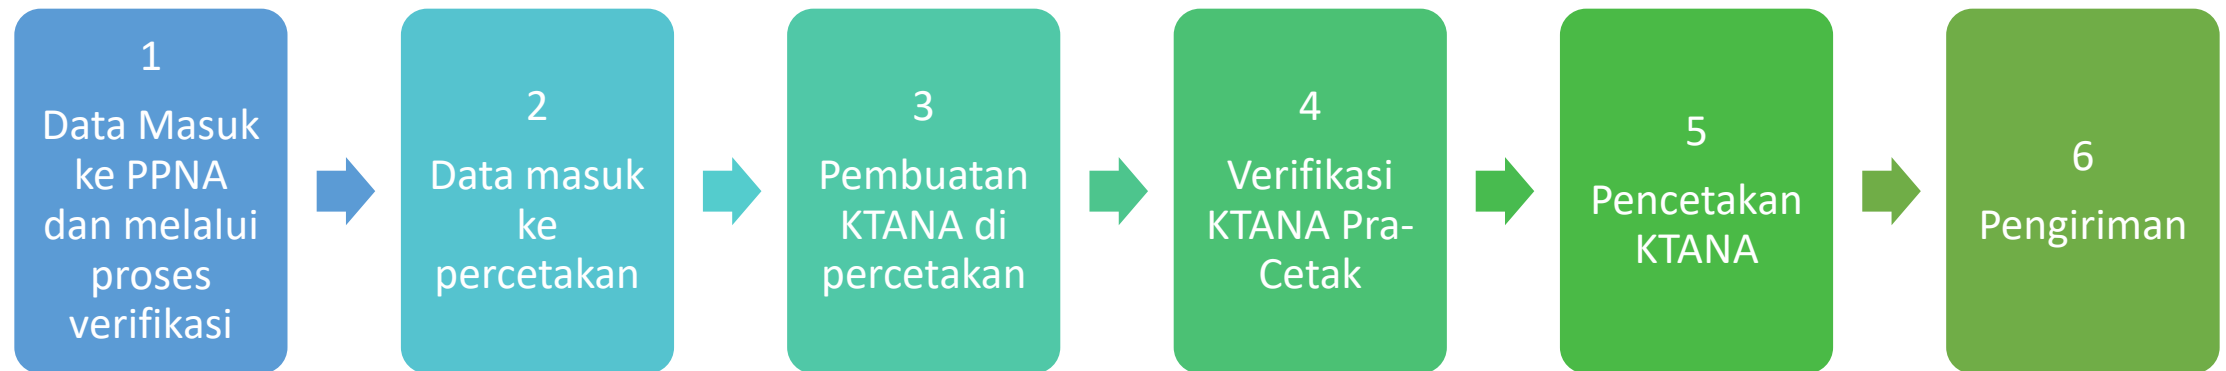 1
Data Masuk
ke PPNA
dan melalui
proses
verifikasi
2
Data masuk
ke
percetakan
3
Pembuatan
KTANA di
percetakan
4
Verifikasi
KTANA Pra-
Cetak
5
Pencetakan
KTANA
6
Pengiriman